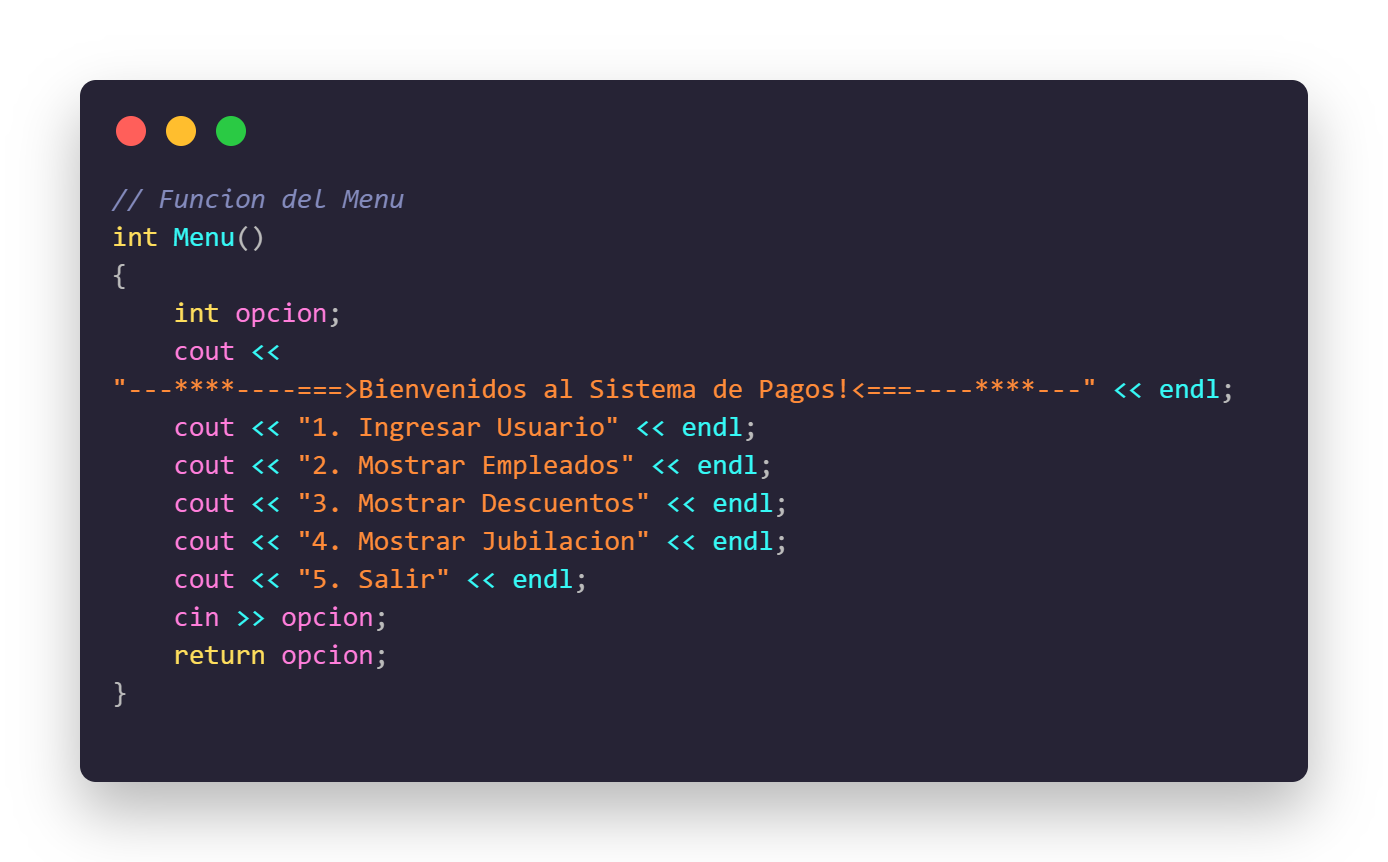 // Funcion del Menu
int Menu()
{
    int opcion;
    cout <<
"---****----===>Bienvenidos al Sistema de Pagos!<===----****---" << endl;
    cout << "1. Ingresar Usuario" << endl;
    cout << "2. Mostrar Empleados" << endl;
    cout << "3. Mostrar Descuentos" << endl;
    cout << "4. Mostrar Jubilacion" << endl;
    cout << "5. Salir" << endl;
    cin >> opcion;
    return opcion;
}